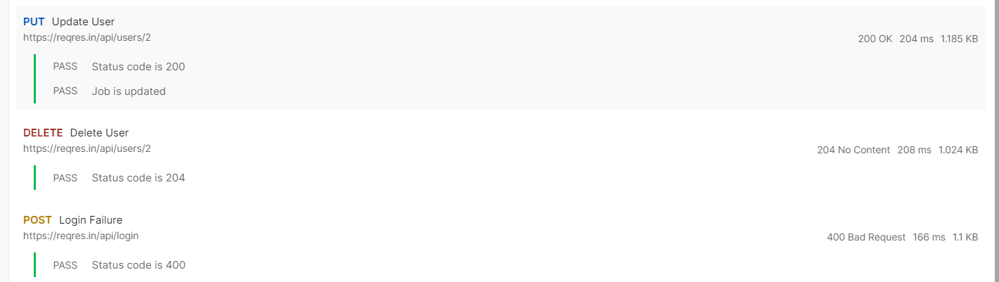 PUT Update User
https://reqres.in/api/users/2
200 OK 204 ms 1.185 KB
PASS Status code is 200
PASS Job is updated
DELETE Delete User
https://reqres.in/api/users/2
204 No Content 208 ms 1.024 KB
PASS Status code is 204
POST Login Failure
https://reqres.in/api/login
400 Bad Request 166 ms 1.1 KB
PASS Status code is 400